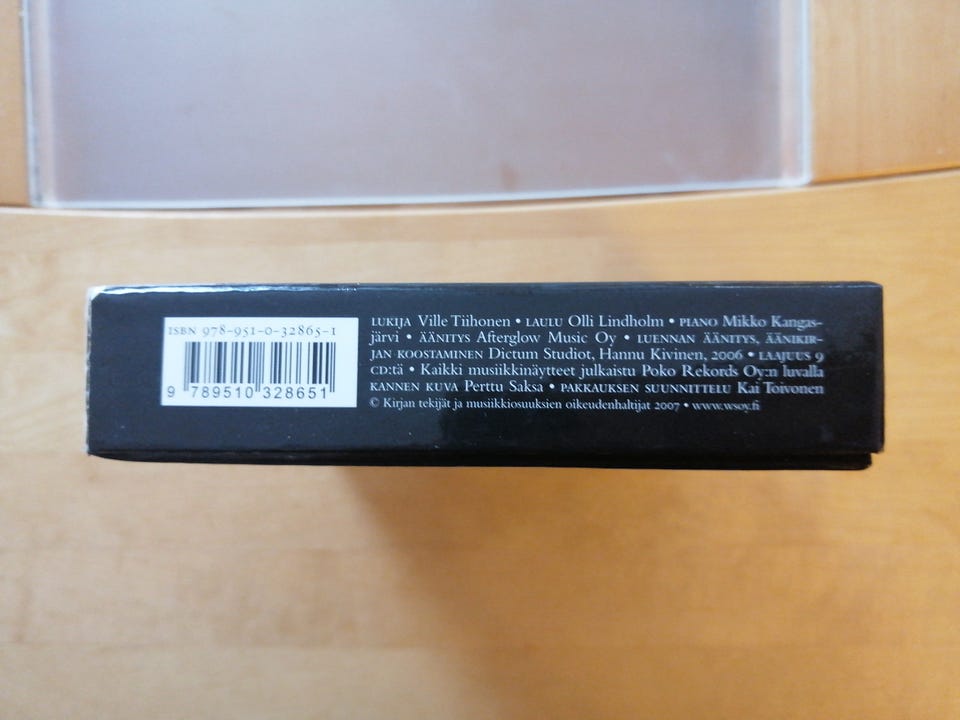 ISBN 978-951-0-32865-1
9 789510 328651
LUKIJA Ville Tiihonen • LAULU Olli Lindholm • PIANO Mikko Kangas-
järvi • ÄÄNITYS Afterglow Music Oy • LUENNAN ÄÄNITYS, ÄÄNIKIR-
JAN KOOSTAMINEN Dictum Studiot, Hannu Kivinen, 2006 • LAAJUUS 9
CD:tä • Kaikki musiikkinäytteet julkaistu Poko Rekords Oy:n luvalla
KANNEN KUVA Perttu Saksa • PAKKAUKSEN SUUNNITTELU Kai Toivonen
© Kirjan tekijät ja musiikkiosuuksien oikeudenhaltijat 2007 • www.wsoy.fi